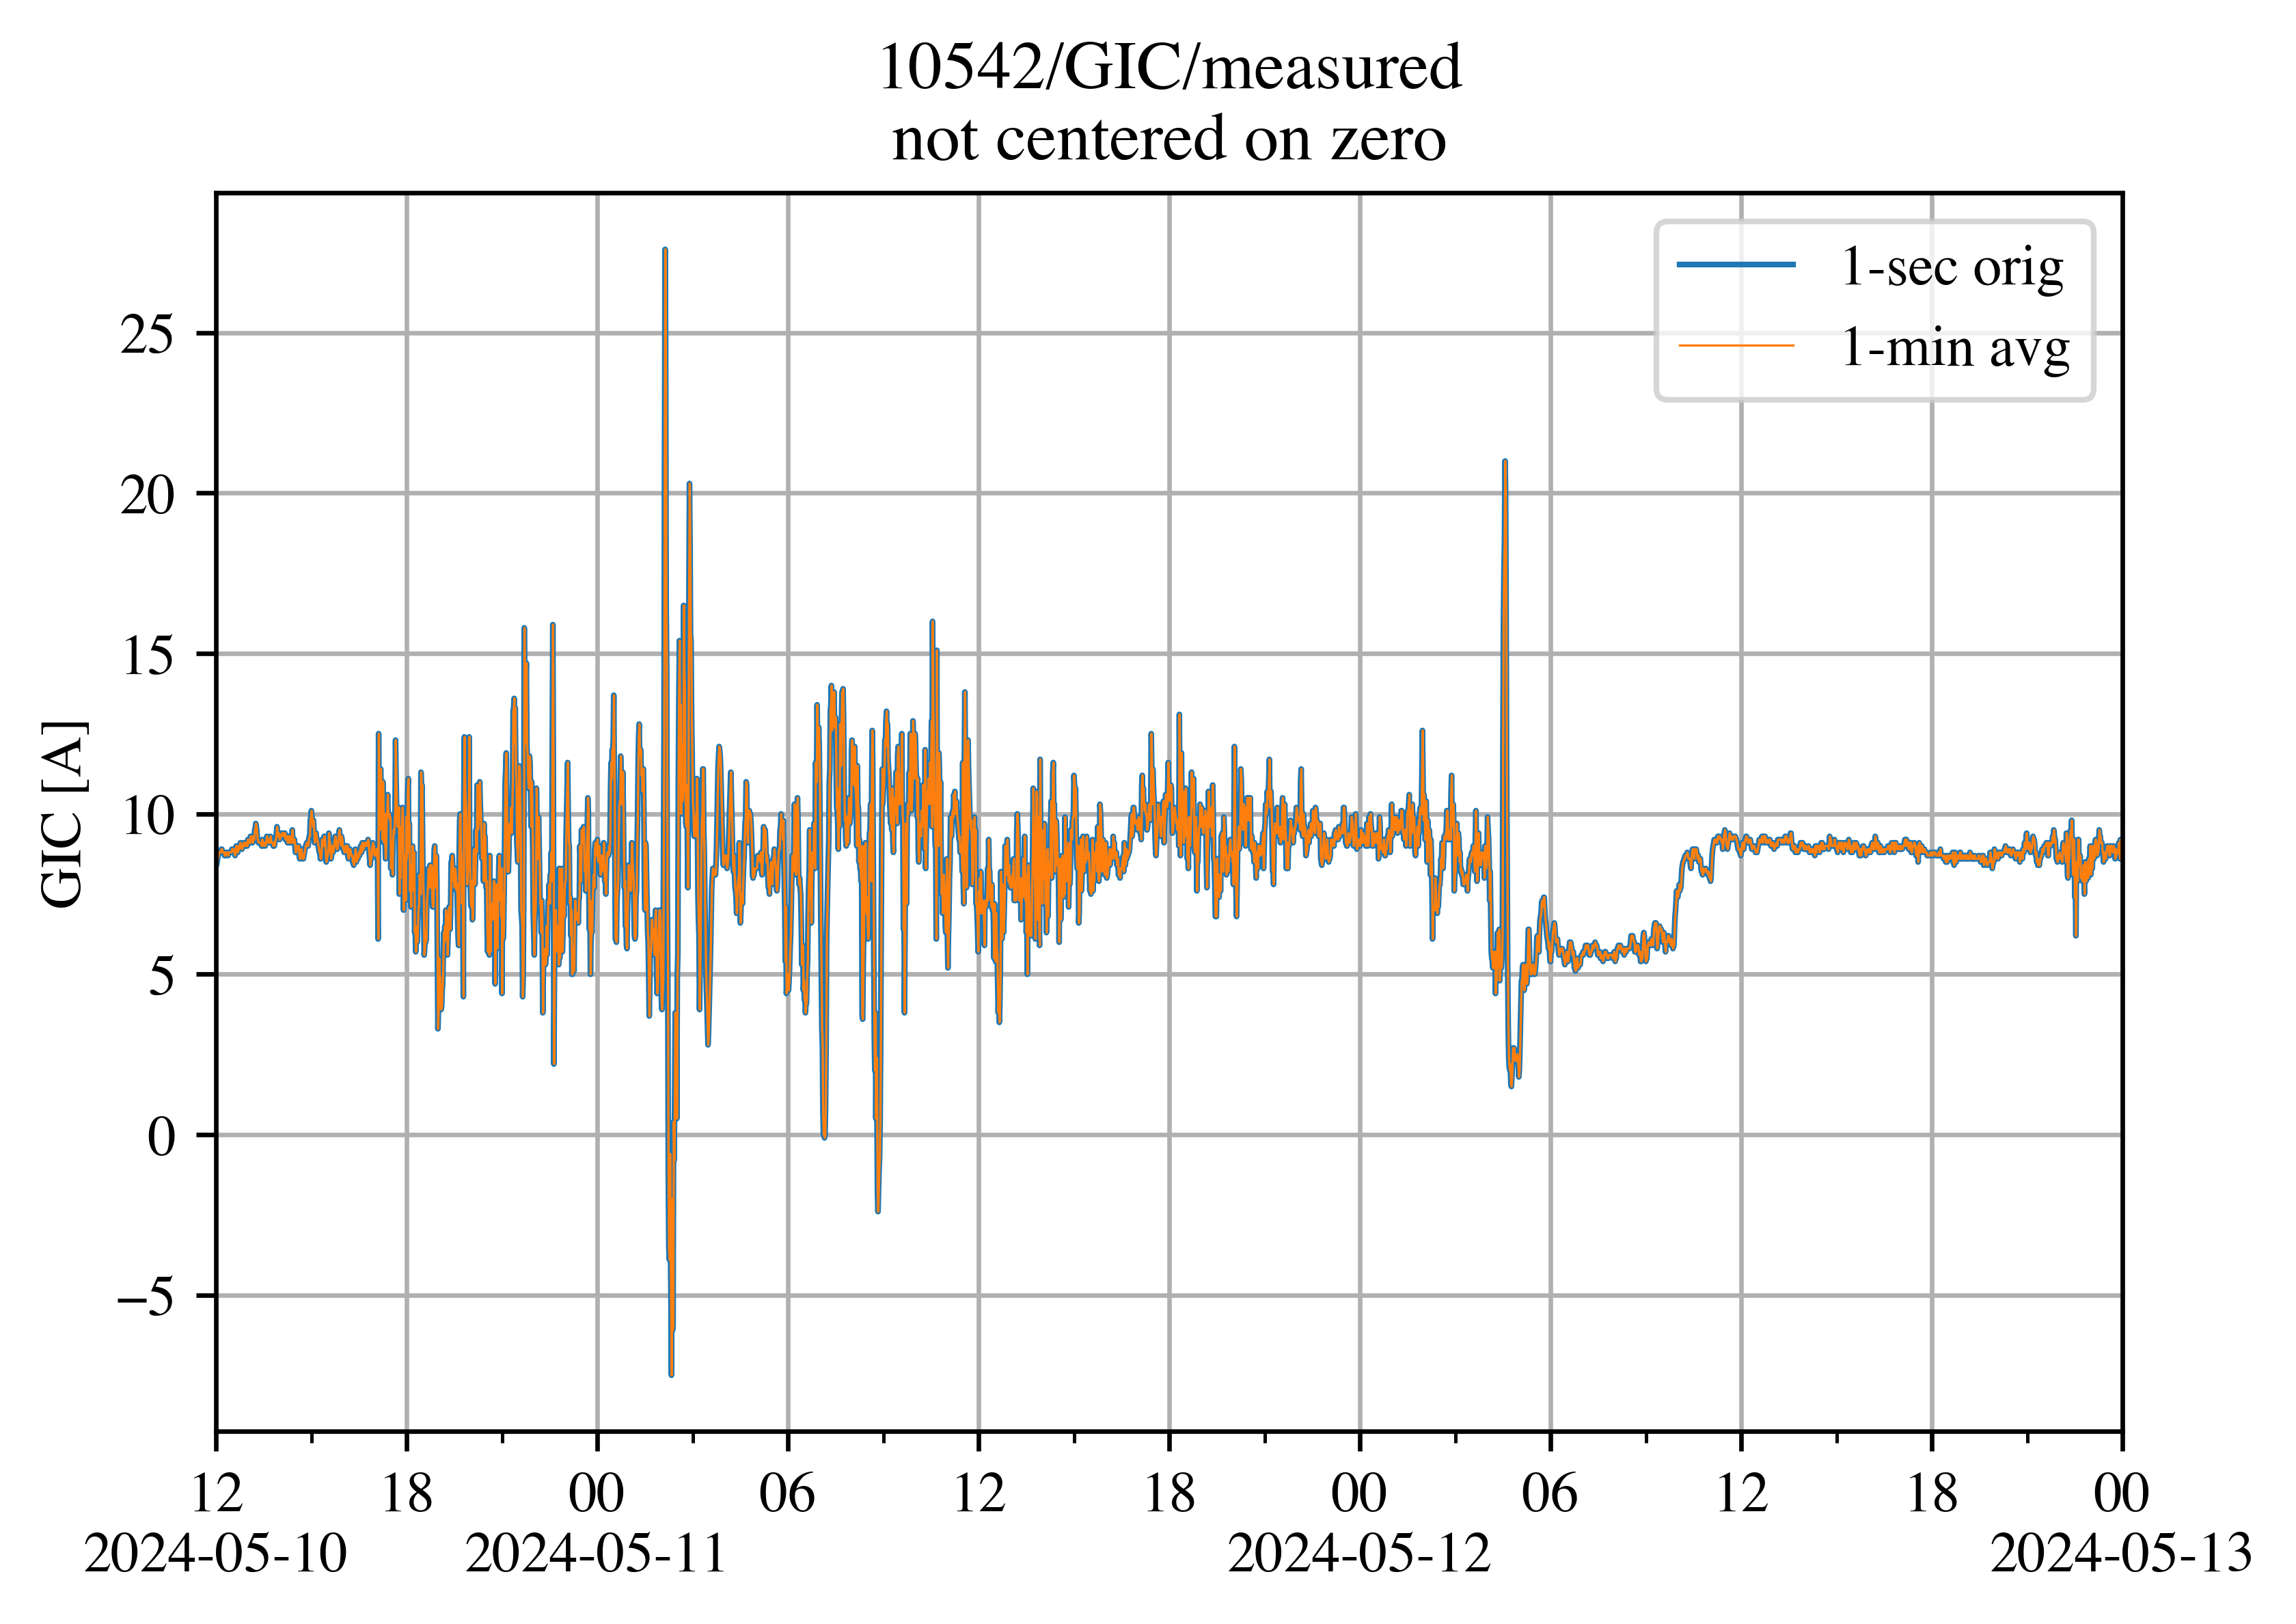 10542/GIC/measured
not centered on zero
1-sec orig
1-min avg
GIC [A]
25
20
15
10
5
0
−5
12 18 00 06 12 18 00 06 12 18 00
2024-05-10 2024-05-11 2024-05-12 2024-05-13